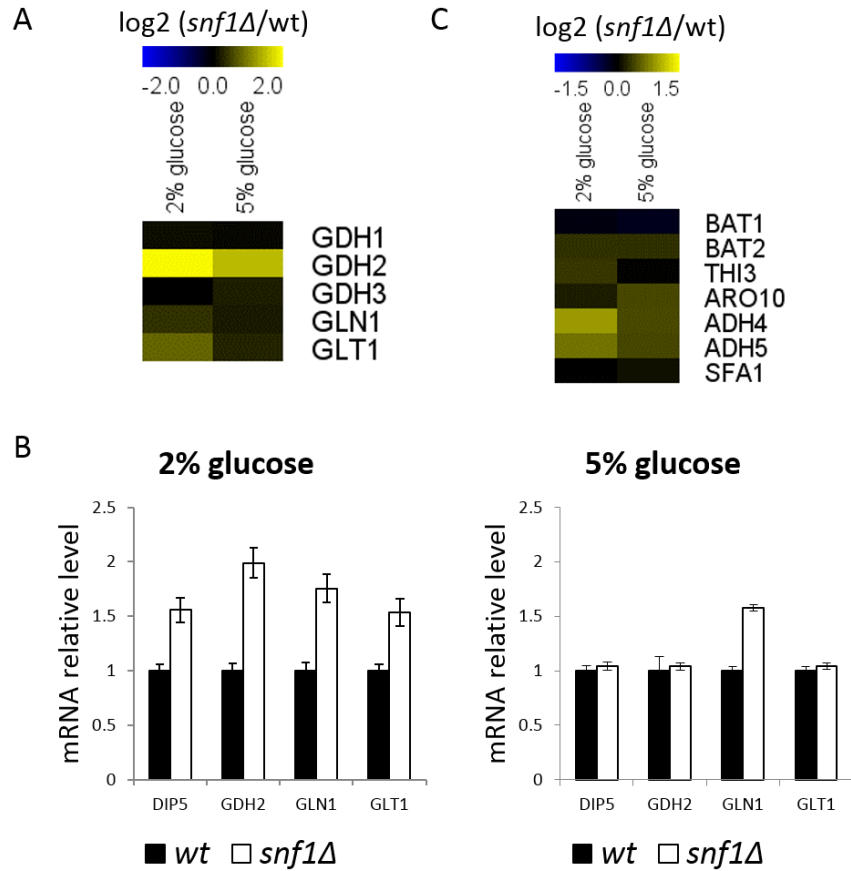 A
log2 (snf1Δ/wt)
-2.0 0.0 2.0
2% glucose
5% glucose
GDH1
GDH2
GDH3
GLN1
GLT1
C
log2 (snf1Δ/wt)
-1.5 0.0 1.5
2% glucose
5% glucose
BAT1
BAT2
THI3
ARO10
ADH4
ADH5
SFA1
B
2% glucose
mRNA relative level
2.5
2
1.5
1
0.5
0
DIP5 GDH2 GLN1 GLT1
wt snf1Δ
5% glucose
mRNA relative level
2.5
2
1.5
1
0.5
0
DIP5 GDH2 GLN1 GLT1
wt snf1Δ